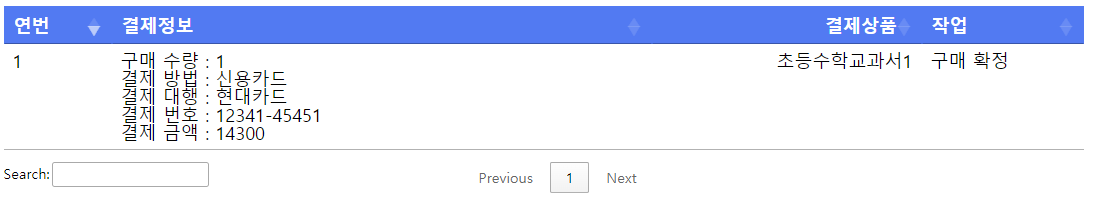 연번 결제정보 결제상품 작업
1 구매 수량 : 1 초등수학교과서1 구매 확정
결제 방법 : 신용카드
결제 대행 : 현대카드
결제 번호 : 12341-45451
결제 금액 : 14300
Search: Previous 1 Next